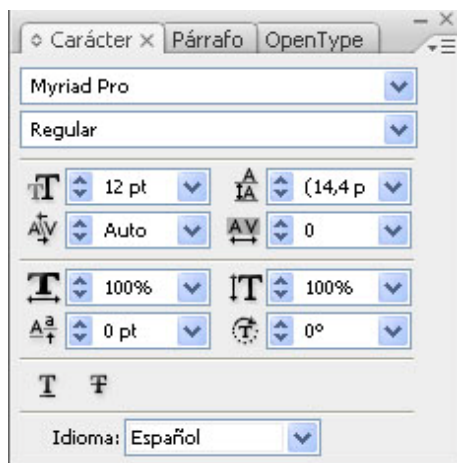 Carácter Párrafo OpenType
Myriad Pro
Regular
12 pt (14,4 p
Auto 0
100% 100%
0 pt 0°
Idioma: Español